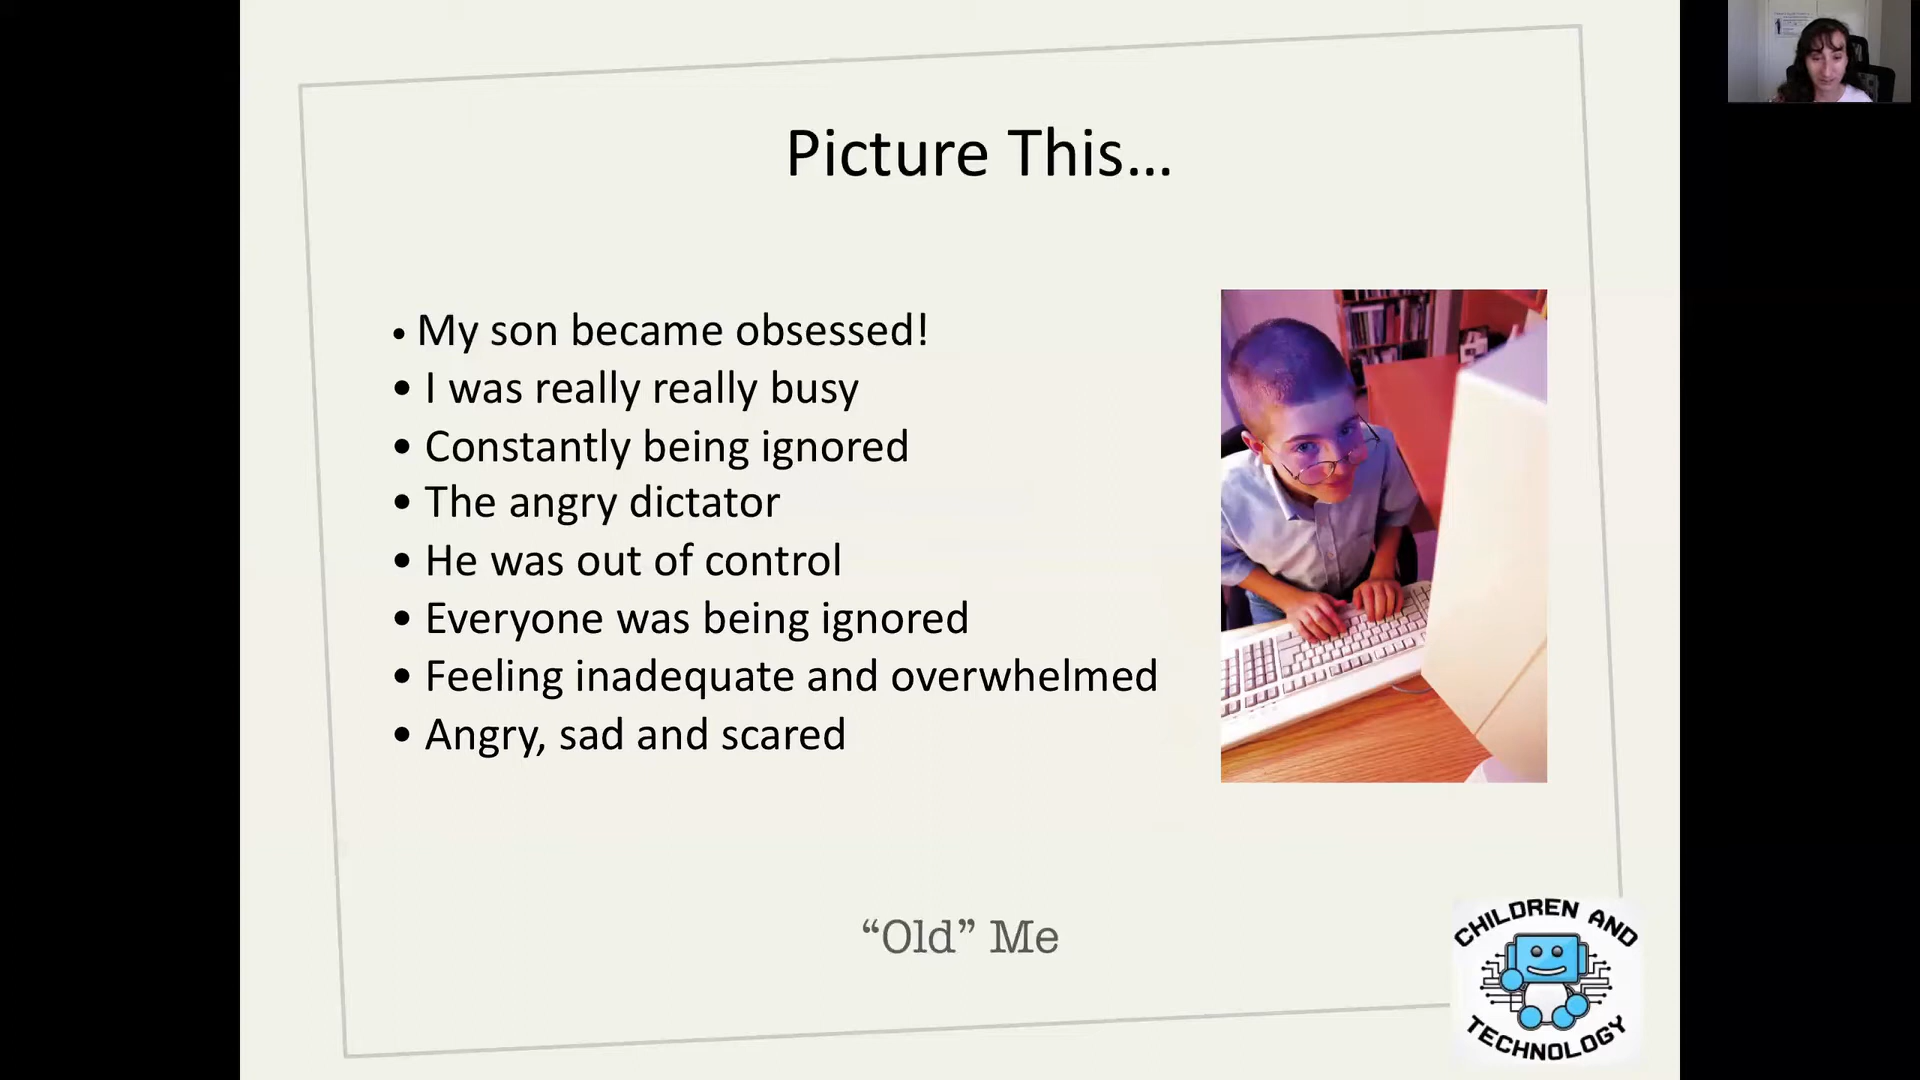 Picture This...
• My son became obsessed!
• I was really really busy
• Constantly being ignored
• The angry dictator
• He was out of control
• Everyone was being ignored
• Feeling inadequate and overwhelmed
• Angry, sad and scared
“Old” Me
CHILDREN AND
TECHNOLOGY